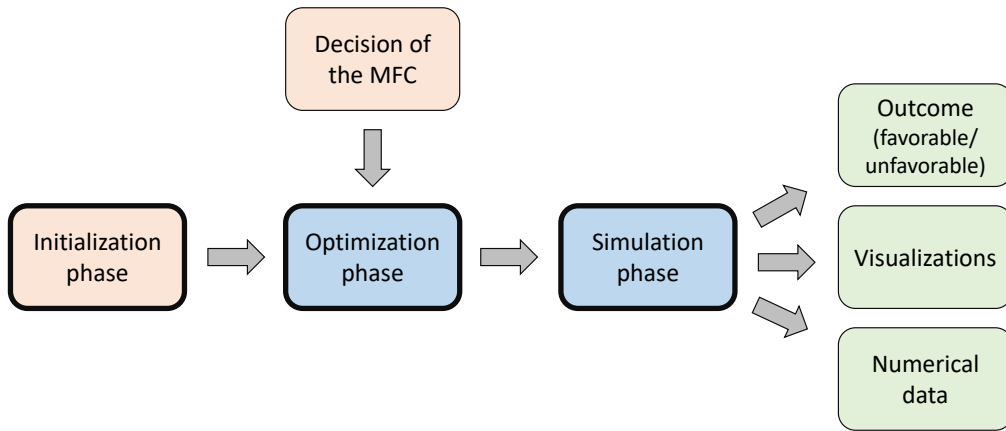 Decision of
the MFC
Initialization
phase
Optimization
phase
Simulation
phase
Outcome
(favorable/
unfavorable)
Visualizations
Numerical
data